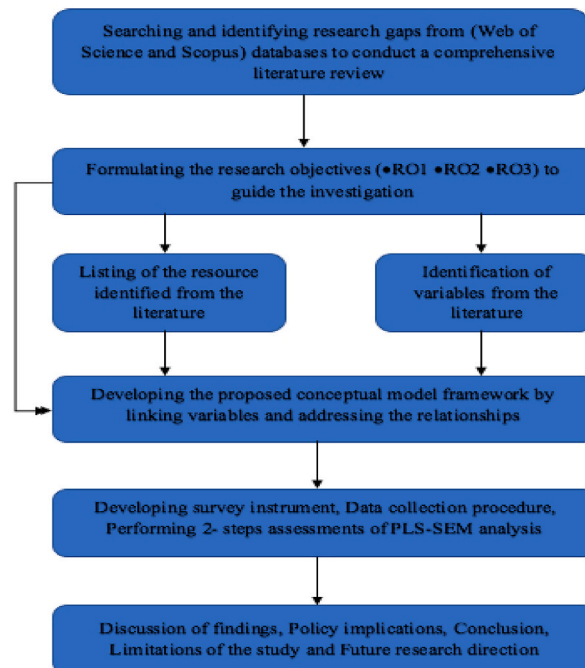 Searching and identifying research gaps from (Web of
Science and Scopus) databases to conduct a comprehensive
literature review
Formulating the research objectives (●RO1 ●RO2 ●RO3) to
guide the investigation
Listing of the resource
identified from the
literature
Identification of
variables from the
literature
Developing the proposed conceptual model framework by
linking variables and addressing the relationships
Developing survey instrument, Data collection procedure,
Performing 2- steps assessments of PLS-SEM analysis
Discussion of findings, Policy implications, Conclusion,
Limitations of the study and Future research direction